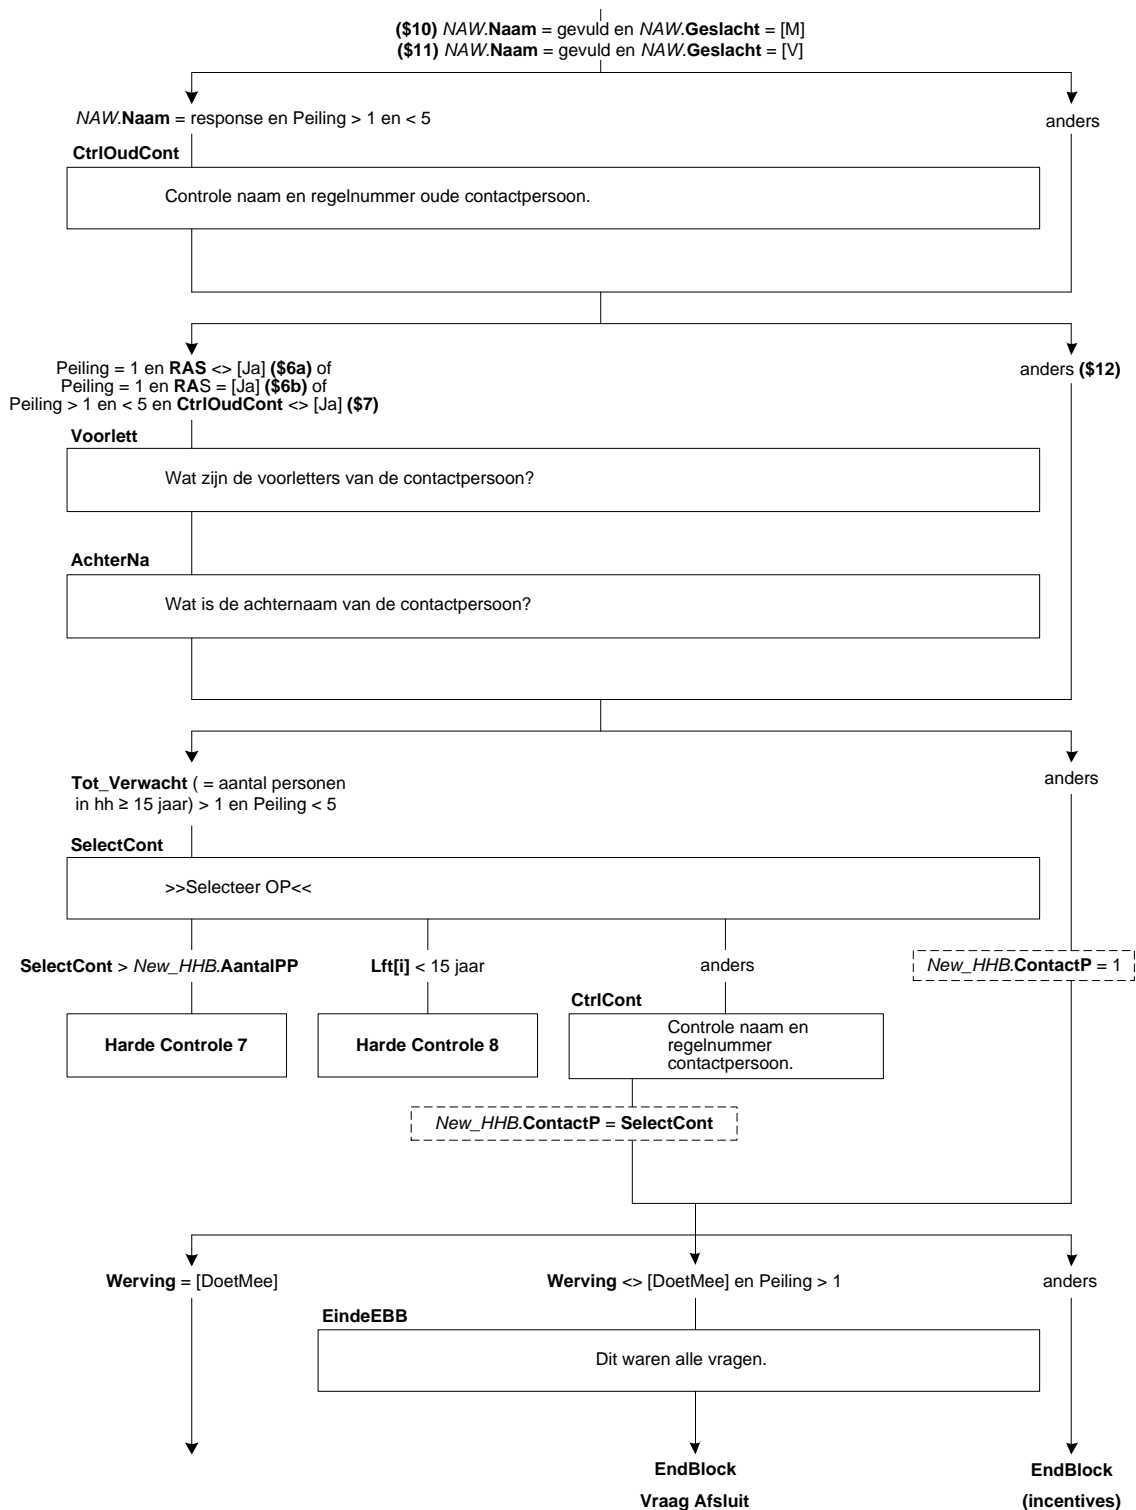 ($10) NAW.Naam = gevuld en NAW.Geslacht = [M]
($11) NAW.Naam = gevuld en NAW.Geslacht = [V]
NAW.Naam = response en Peiling > 1 en < 5
anders
CtrlOudCont
Controle naam en regelnummer oude contactpersoon.
Peiling = 1 en RAS <> [Ja] ($6a) of
Peiling = 1 en RAS = [Ja] ($6b) of
Peiling > 1 en < 5 en CtrlOudCont <> [Ja] ($7)
anders ($12)
Voorlett
Wat zijn de voorletters van de contactpersoon?
AchterNa
Wat is de achternaam van de contactpersoon?
Tot_Verwacht ( = aantal personen
in hh ≥ 15 jaar) > 1 en Peiling < 5
anders
SelectCont
>>Selecteer OP<<
SelectCont > New_HHB.AantalPP
Lft[i] < 15 jaar
anders
New_HHB.ContactP = 1
CtrlCont
Harde Controle 7
Harde Controle 8
Controle naam en
regelnummer
contactpersoon.
New_HHB.ContactP = SelectCont
Werving = [DoetMee]
Werving <> [DoetMee] en Peiling > 1
anders
EindeEBB
Dit waren alle vragen.
EndBlock
Vraag Afsluit
EndBlock
(incentives)